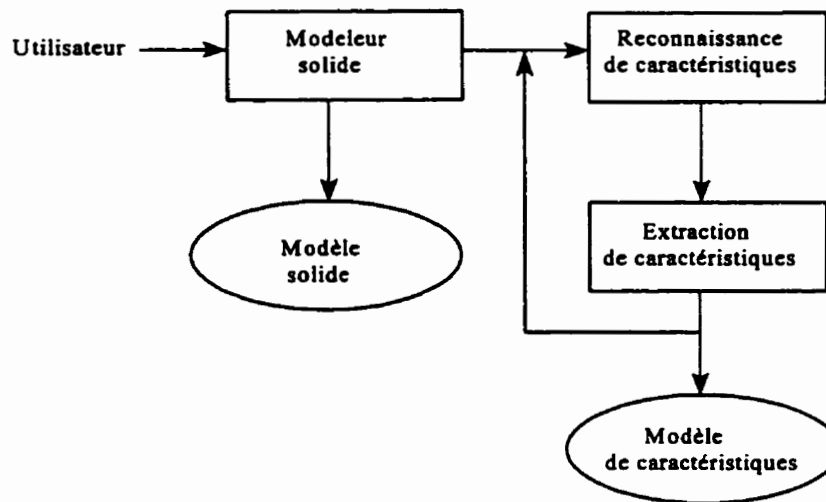 Utilisateur
Modeleur
solide
Reconnaissance
de caractéristiques
Modèle
solide
Extraction
de caractéristiques
Modèle
de caractéristiques